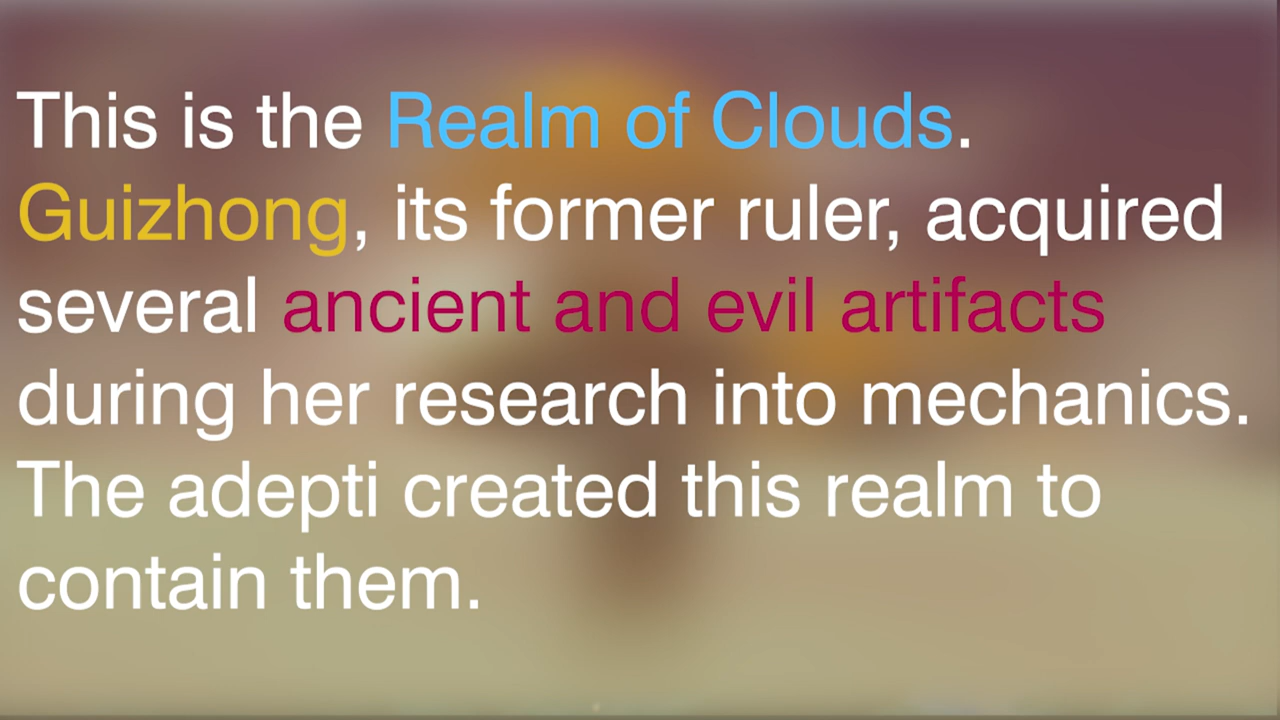 This is the Realm of Clouds.
Guizhong, its former ruler, acquired
several ancient and evil artifacts
during her research into mechanics.
The adepti created this realm to
contain them.